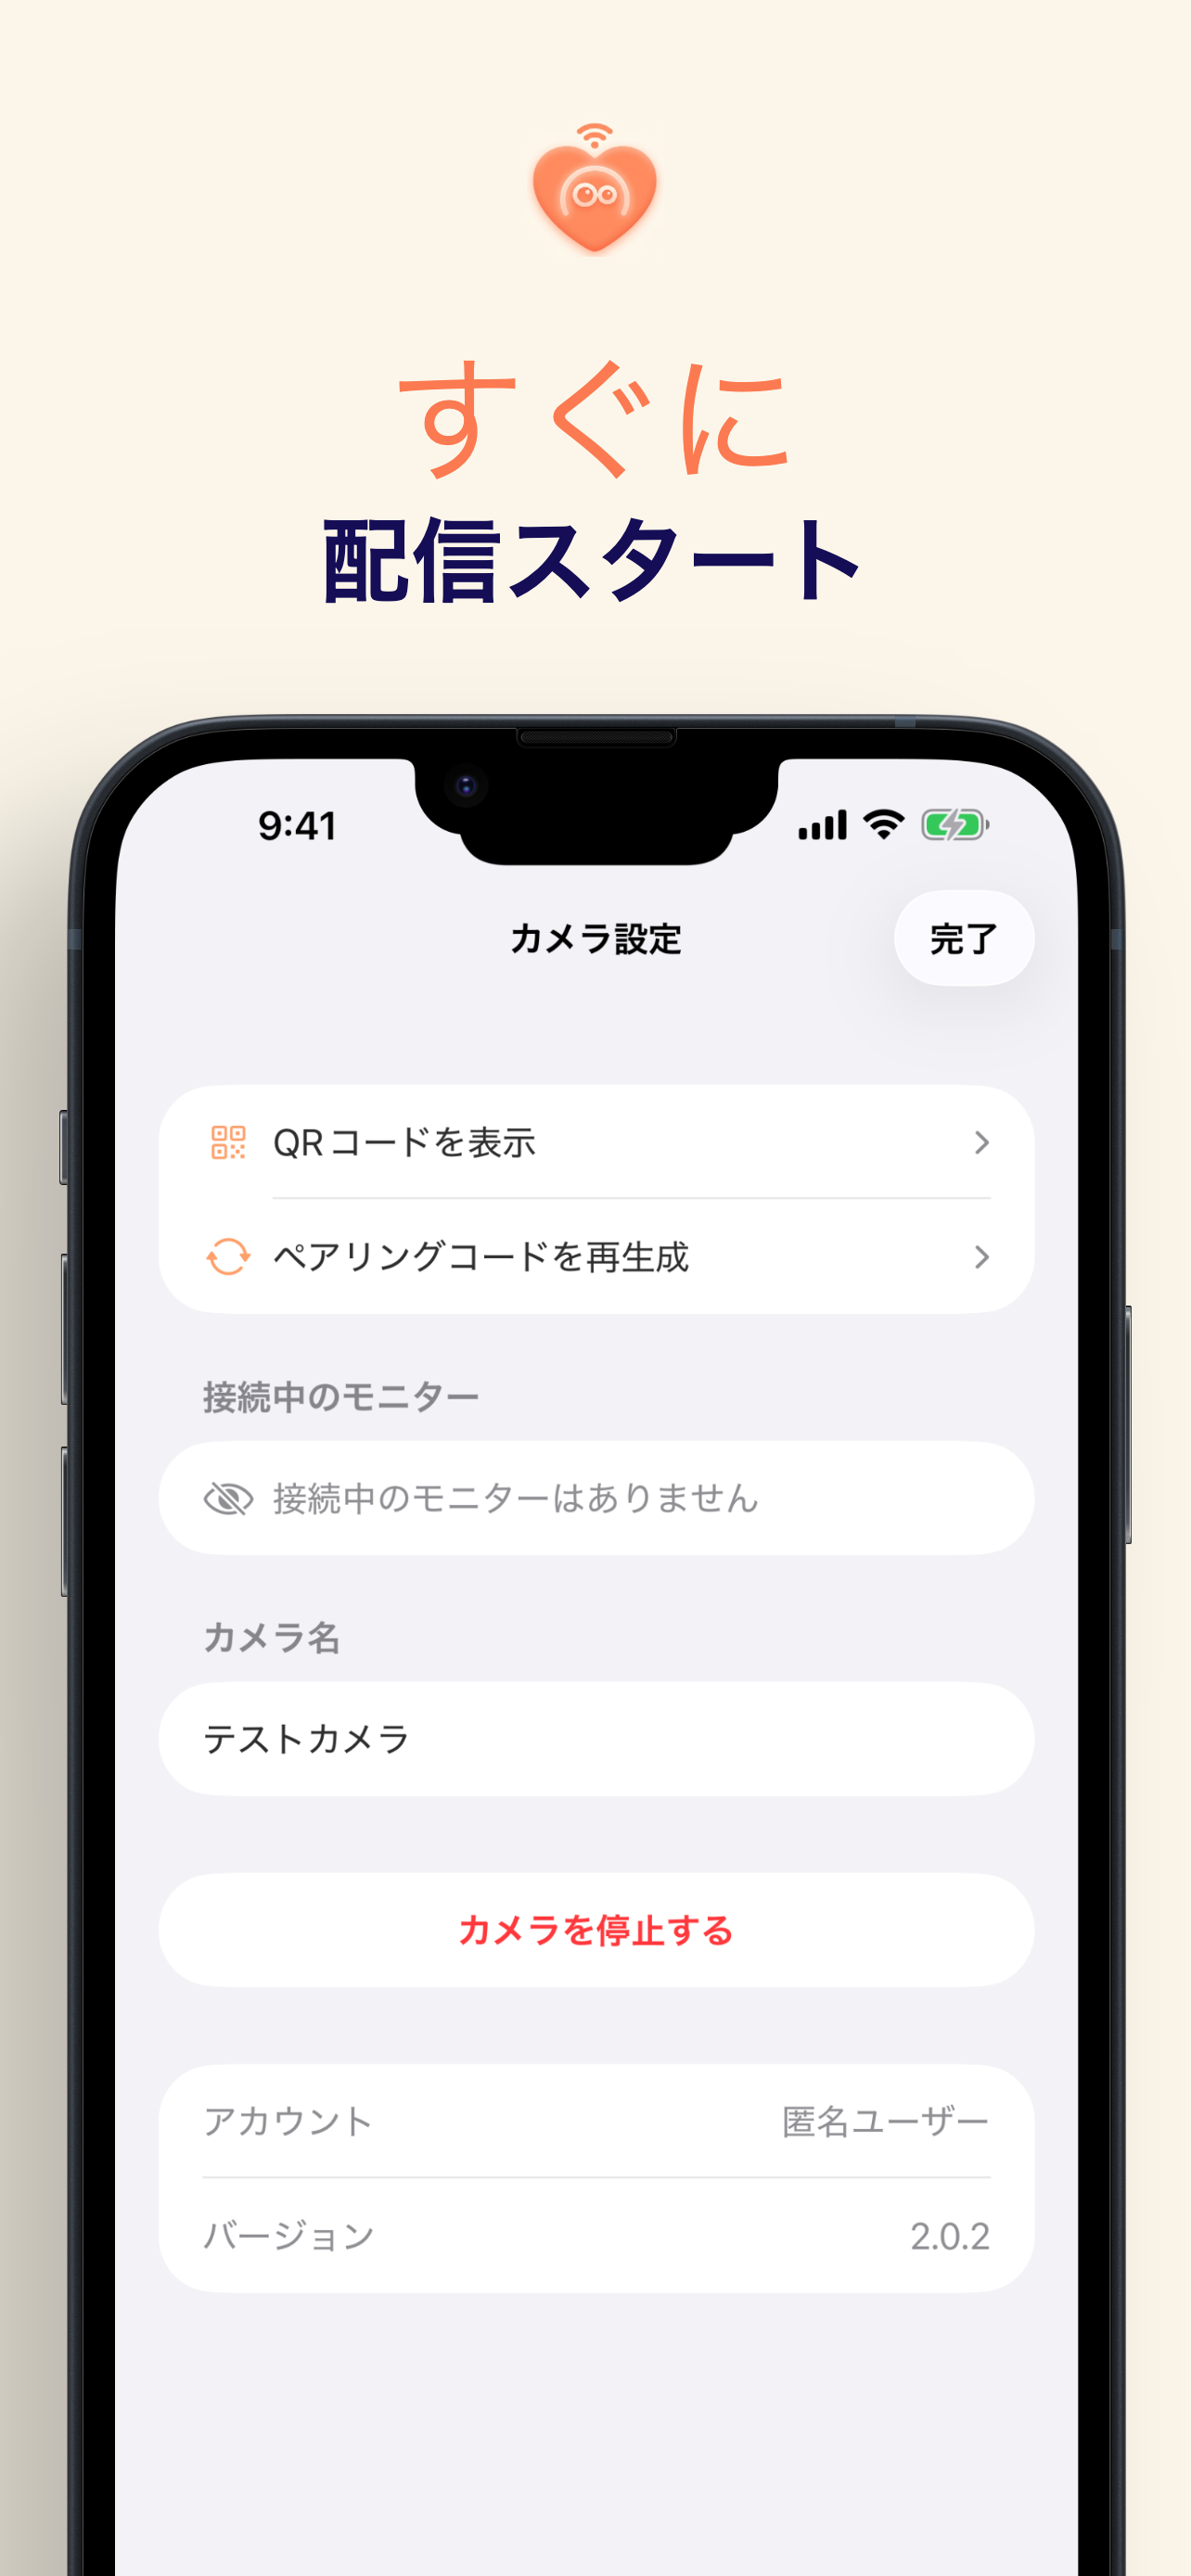 すぐに
配信スタート
9:41
カメラ設定
完了
QRコードを表示
ペアリングコードを再生成
接続中のモニター
接続中のモニターはありません
カメラ名
テストカメラ
カメラを停止する
アカウント 匿名ユーザー
バージョン 2.0.2